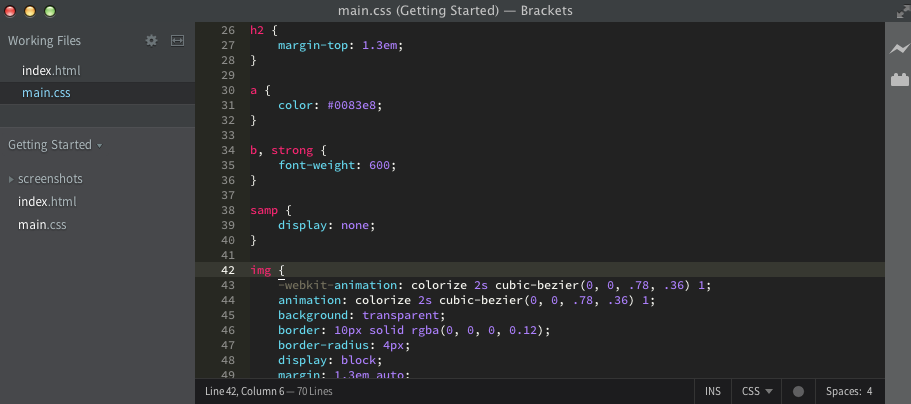 main.css (Getting Started) — Brackets
Working Files
index.html
main.css
Getting Started
screenshots
index.html
main.css
26 h2 {
27     margin-top: 1.3em;
28 }
29
30 a {
31     color: #0083e8;
32 }
33
34 b, strong {
35     font-weight: 600;
36 }
37
38 samp {
39     display: none;
40 }
41
42 img {
43     -webkit-animation: colorize 2s cubic-bezier(0, 0, .78, .36) 1;
44     animation: colorize 2s cubic-bezier(0, 0, .78, .36) 1;
45     background: transparent;
46     border: 10px solid rgba(0, 0, 0, 0.12);
47     border-radius: 4px;
48     display: block;
49     margin: 1.3em auto;
Line 42, Column 6 — 70 Lines
INS
CSS
Spaces: 4